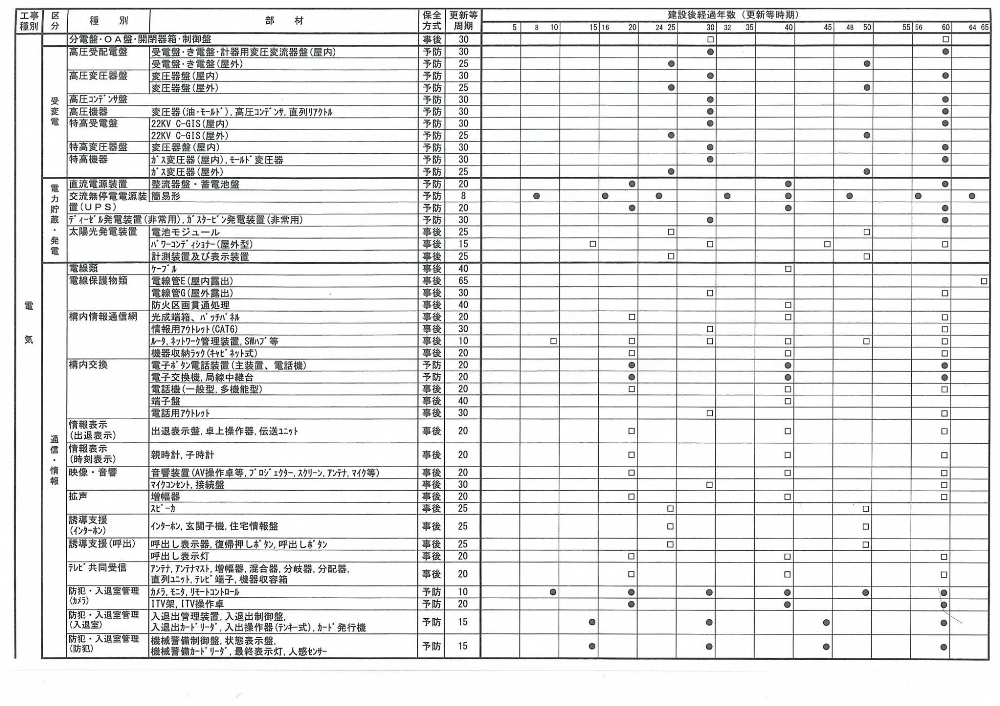 工事種別 区分 種　別 部　材 保全方式 更新等周期 建設後経過年数（更新等時期）
5 8 10 15 16 20 24 25 30 32 35 40 45 48 50 55 56 60 64 65
電気
分電盤･ＯＡ盤･開閉器箱･制御盤 事後 30 □ □
受変電
高圧受配電盤 受電盤･き電盤･計器用変圧変流器盤(屋内) 予防 30 ● ●
受電盤･き電盤(屋外) 予防 25 ● ●
高圧変圧器盤 変圧器盤(屋内) 予防 30 ● ●
変圧器盤(屋外) 予防 25 ● ●
高圧ｺﾝﾃﾞﾝｻ盤 予防 30 ● ●
高圧機器 変圧器(油･ﾓｰﾙﾄﾞ),高圧ｺﾝﾃﾞﾝｻ,直列ﾘｱｸﾄﾙ 予防 30 ● ●
特高受電盤 22KV C-GIS(屋内) 予防 30 ● ●
22KV C-GIS(屋外) 予防 25 ● ●
特高変圧器盤 変圧器盤(屋内) 予防 30 ● ●
特高機器 ｶﾞｽ変圧器(屋内),ﾓｰﾙﾄﾞ変圧器 予防 30 ● ●
ｶﾞｽ変圧器(屋外) 予防 25 ● ●
電力貯蔵・発電
直流電源装置 整流器盤・蓄電池盤 予防 20 ● ● ●
交流無停電電源装 簡易形 予防 8 ● ● ● ● ● ● ● ●
置(ＵＰＳ) 予防 20 ● ● ●
ﾃﾞｨｰｾﾞﾙ発電装置(非常用),ｶﾞｽﾀｰﾋﾞﾝ発電装置(非常用) 予防 30 ● ●
太陽光発電装置 電池モジュール 事後 25 □ □
ﾊﾟﾜｰｺﾝﾃﾞｨｼｮﾅｰ(屋外型) 事後 15 □ □ □ □
計測装置及び表示装置 事後 25 □ □
通信・情報
電線類 ｹｰﾌﾞﾙ 事後 40 □
電線保護物類 電線管E(屋内露出) 事後 65 □
電線管G(屋外露出) 事後 30 □ □
防火区画貫通処理 事後 40 □
構内情報通信網 光成端箱、ﾊﾟｯﾁﾊﾟﾈﾙ 事後 20 □ □ □
情報用ｱｳﾄﾚｯﾄ(CAT6) 事後 30 □ □
ﾙｰﾀ,ﾈｯﾄﾜｰｸ管理装置,SWﾊﾌﾞ等 事後 10 □ □ □ □ □ □
機器収納ﾗｯｸ(ｷｬﾋﾞﾈｯﾄ式) 事後 20 □ □ □
構内交換 電子ﾎﾞﾀﾝ電話装置(主装置、電話機) 予防 20 ● ● ●
電子交換機,局線中継台 予防 20 ● ● ●
電話機(一般型,多機能型) 事後 20 □ □ □
端子盤 事後 40 □
電話用ｱｳﾄﾚｯﾄ 事後 30 □ □
情報表示
(出退表示) 出退表示盤,卓上操作器,伝送ﾕﾆｯﾄ 事後 20 □ □ □
情報表示
(時刻表示) 親時計,子時計 事後 20 □ □ □
映像・音響 音響装置(AV操作卓等,ﾌﾟﾛｼﾞｪｸﾀｰ,ｽｸﾘｰﾝ,ｱﾝﾃﾅ,ﾏｲｸ等) 事後 20 □ □ □
ﾏｲｸｺﾝｾﾝﾄ,接続盤 事後 30 □ □
拡声 増幅器 事後 20 □ □ □
ｽﾋﾟｰｶ 事後 25 □ □
誘導支援
(ｲﾝﾀｰﾎﾝ) ｲﾝﾀｰﾎﾝ,玄関子機,住宅情報盤 事後 25 □ □
誘導支援(呼出) 呼出し表示器,復帰押しﾎﾞﾀﾝ,呼出しﾎﾞﾀﾝ 事後 25 □ □
呼出し表示灯 事後 20 □ □ □
ﾃﾚﾋﾞ共同受信 ｱﾝﾃﾅ,ｱﾝﾃﾅﾏｽﾄ,増幅器,混合器,分岐器,分配器,
直列ﾕﾆｯﾄ,ﾃﾚﾋﾞ端子,機器収容箱 事後 20 □ □ □
防犯・入退室管理 ｶﾒﾗ,ﾓﾆﾀ,ﾘﾓｰﾄｺﾝﾄﾛｰﾙ 予防 10 ● ● ● ● ● ●
(ｶﾒﾗ) ITV架,ITV操作卓 予防 20 ● ● ●
防犯・入退室管理 入退出管理装置,入退出制御盤,
(入退室) 入退出ｶｰﾄﾞﾘｰﾀﾞ,入出操作器(ﾃﾝｷｰ式),ｶｰﾄﾞ発行機 予防 15 ● ● ● ●
防犯・入退室管理 機械警備制御盤,状態表示盤,
(防犯) 機械警備ｶｰﾄﾞﾘｰﾀﾞ,最終表示灯,人感ｾﾝｻｰ 予防 15 ● ● ● ●